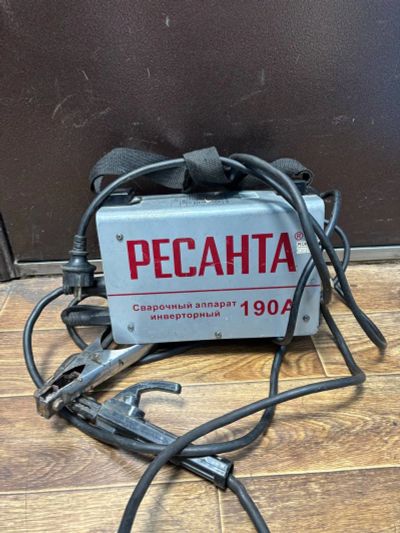 РЕСАНТА®
Сварочный аппарат
инверторный 190А